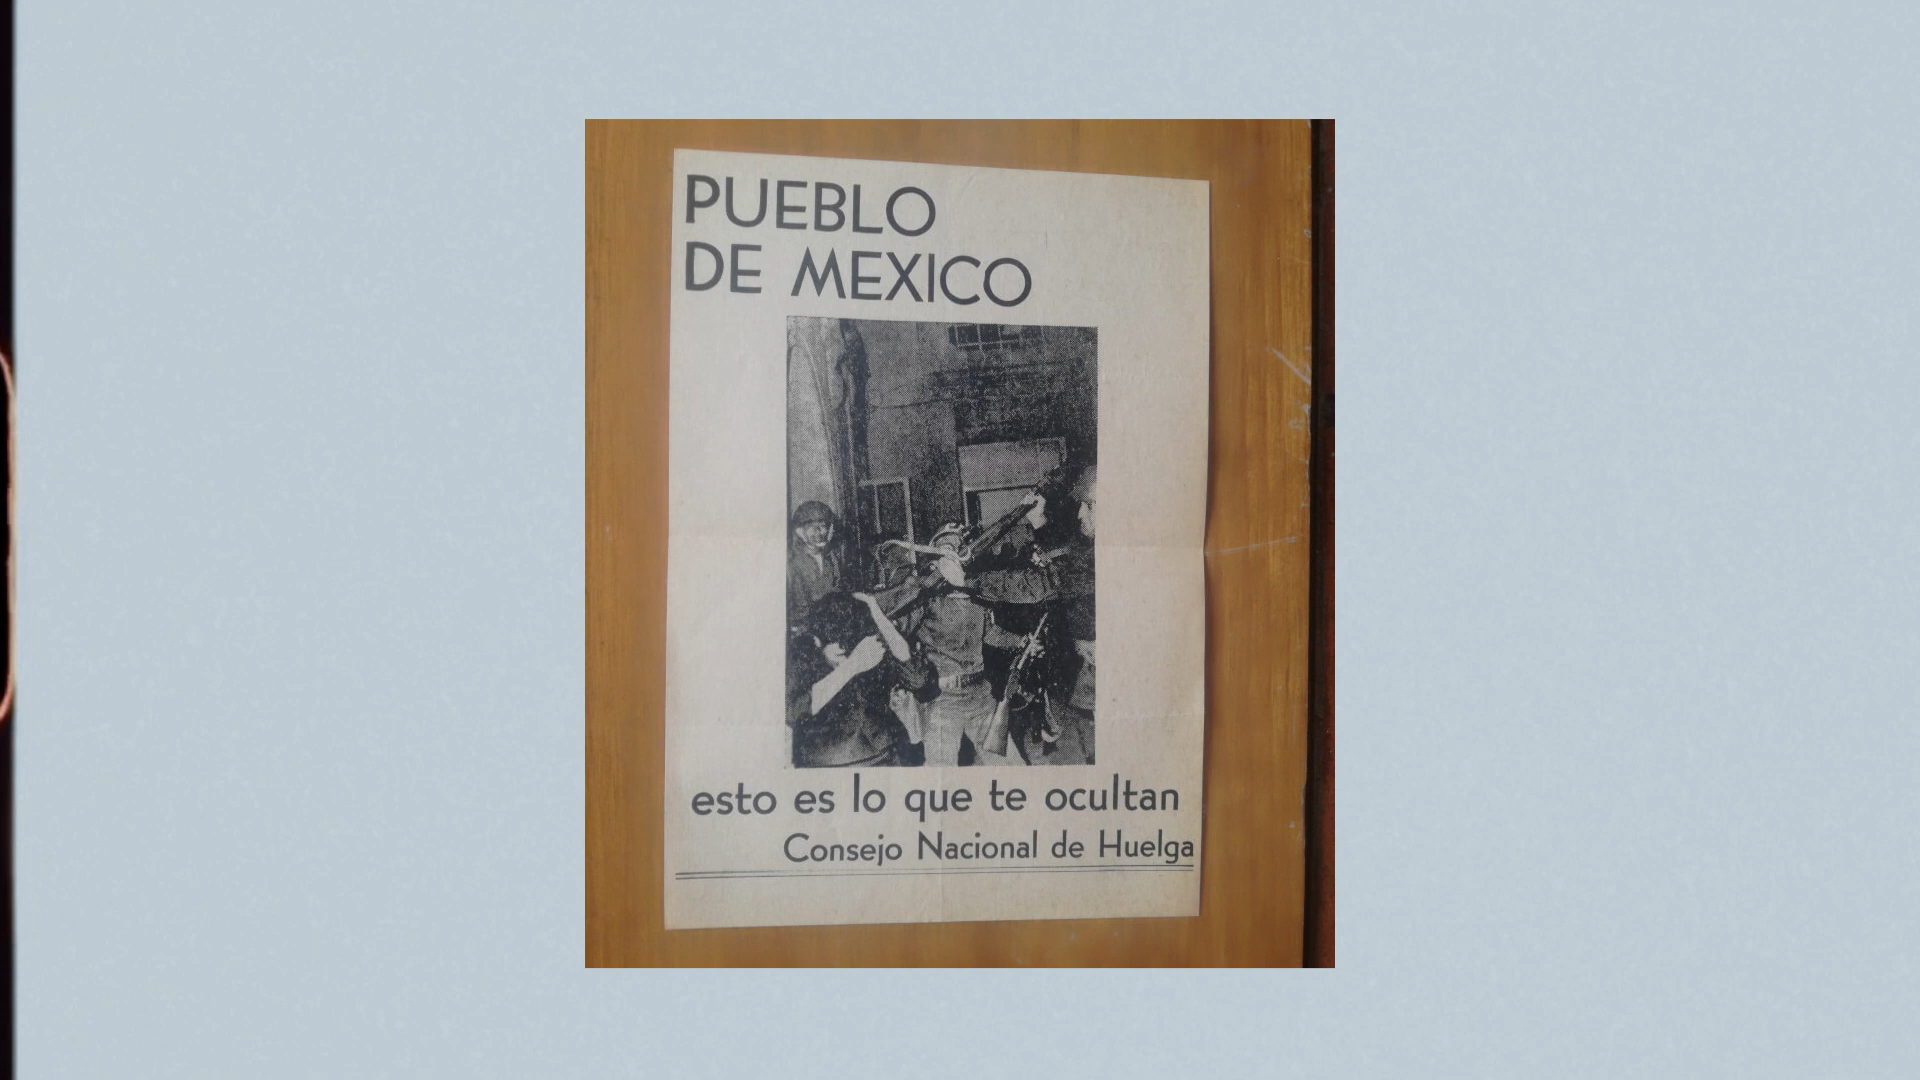 PUEBLO
DE MEXICO
esto es lo que te ocultan
Consejo Nacional de Huelga